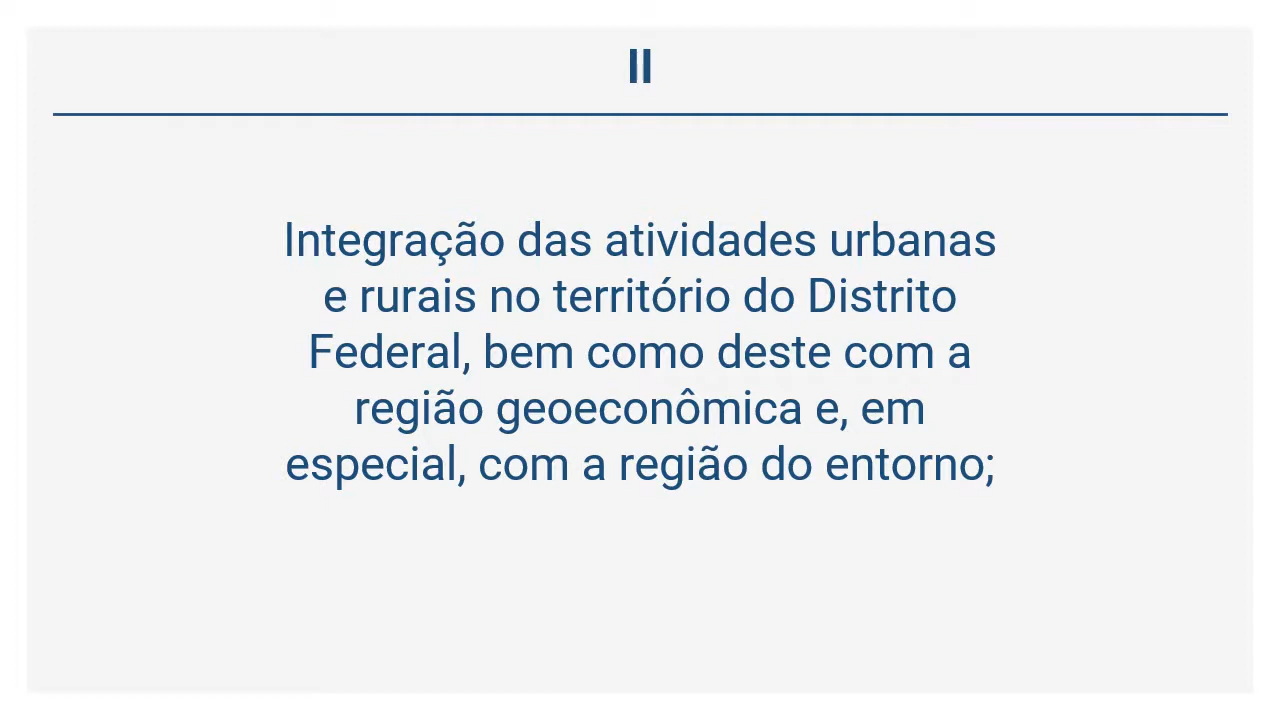 II
Integração das atividades urbanas
e rurais no território do Distrito
Federal, bem como deste com a
região geoeconômica e, em
especial, com a região do entorno;